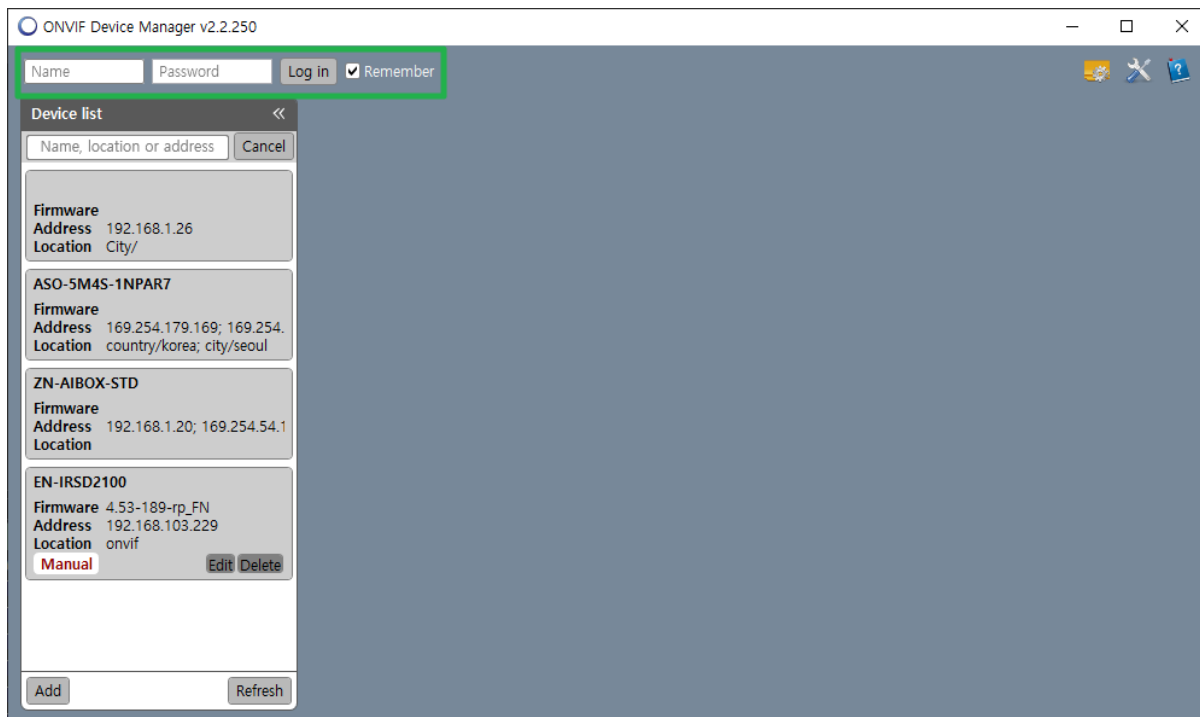 ONVIF Device Manager v2.2.250
Name Password Log in Remember
Device list
Name, location or address Cancel
Firmware
Address 192.168.1.26
Location City/
ASO-5M4S-1NPAR7
Firmware
Address 169.254.179.169; 169.254.
Location country/korea; city/seoul
ZN-AIBOX-STD
Firmware
Address 192.168.1.20; 169.254.54.1
Location
EN-IRSD2100
Firmware 4.53-189-rp_FN
Address 192.168.103.229
Location onvif
Manual Edit Delete
Add Refresh